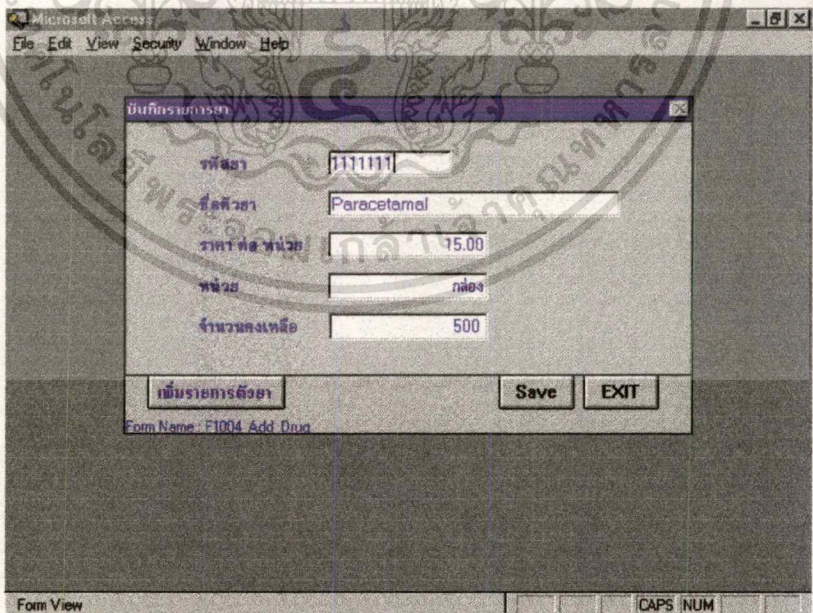 Microsoft Access
File Edit View Security Window Help
บันทึกรายการยา
รหัสยา 1111111
ชื่อตัวยา Paracetamal
ราคา ต่อ หน่วย 15.00
หน่วย กล่อง
จำนวนคงเหลือ 500
เพิ่มรายการตัวยา Save EXIT
Form Name : F1004_Add_Drug
Form View CAPS NUM